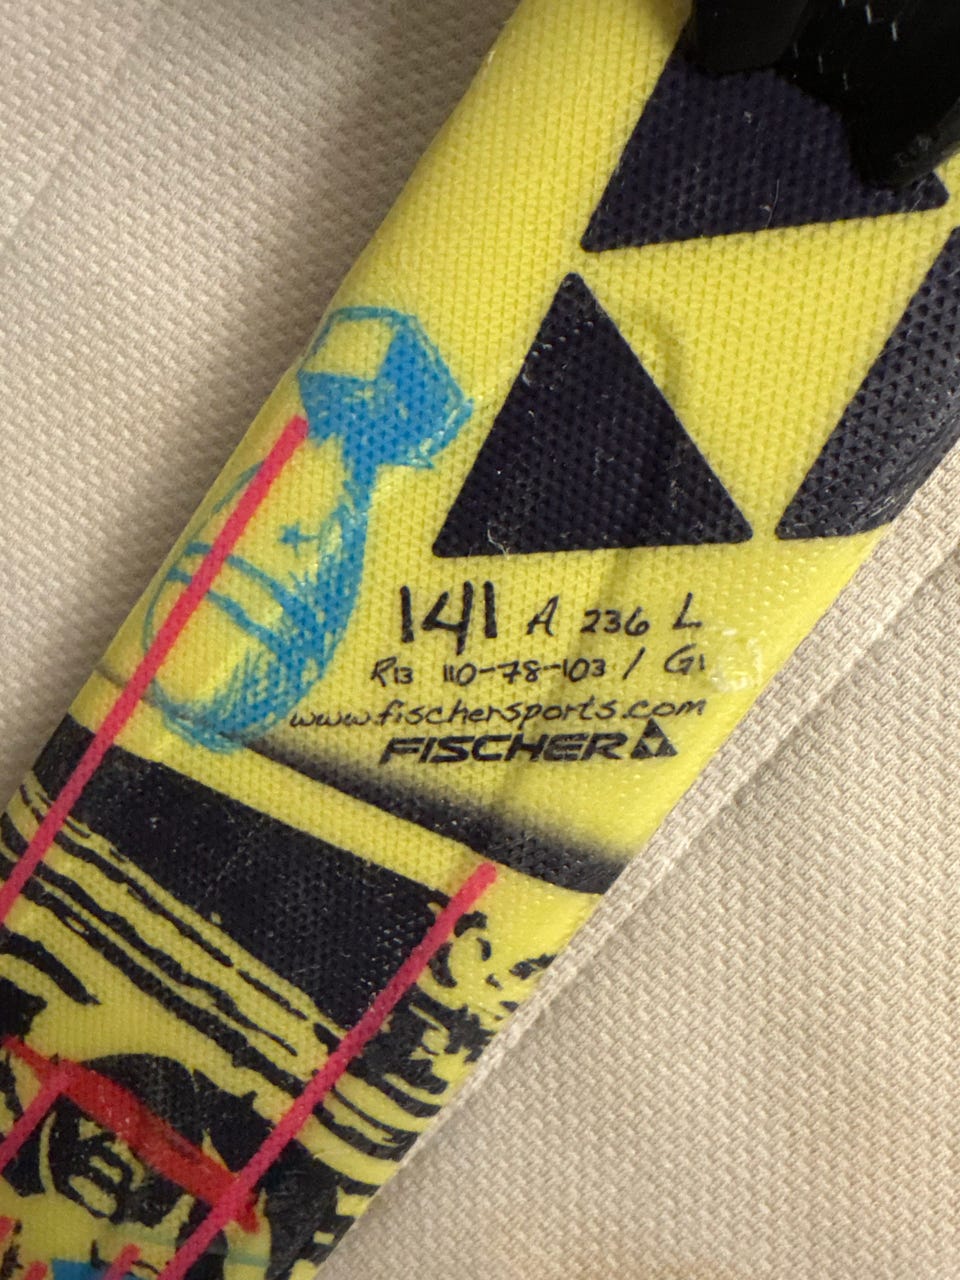 141 A 236 L
R13 110-78-103 / G1
www.fischersports.com
FISCHER